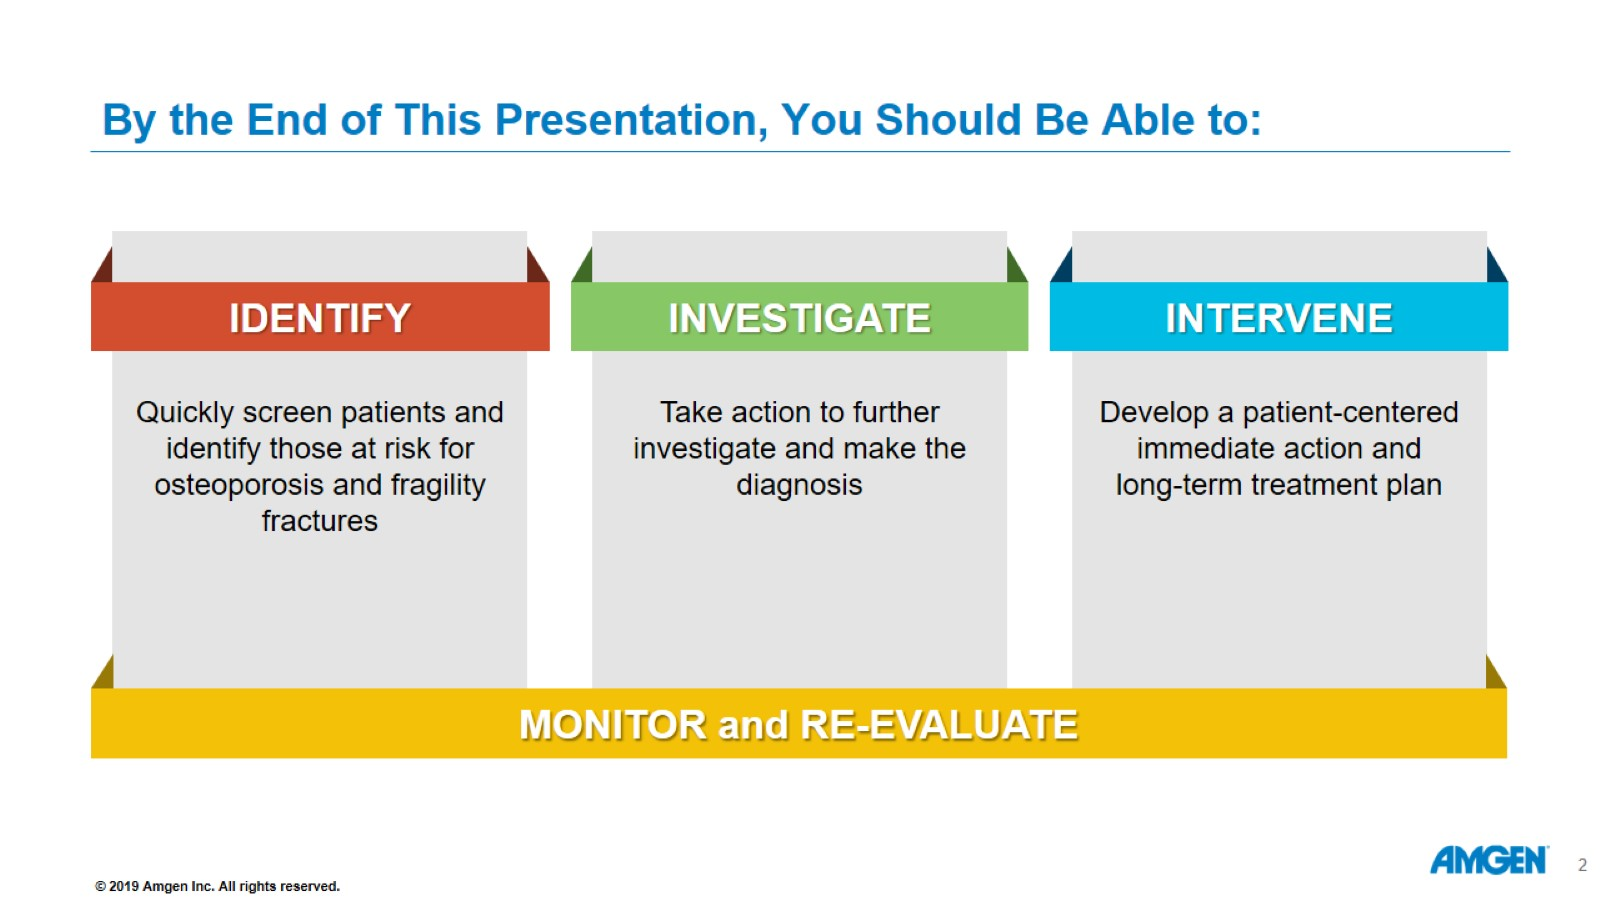 By the End of This Presentation, You Should Be Able to:
IDENTIFY
Quickly screen patients and
identify those at risk for
osteoporosis and fragility
fractures
INVESTIGATE
Take action to further
investigate and make the
diagnosis
INTERVENE
Develop a patient-centered
immediate action and
long-term treatment plan
MONITOR and RE-EVALUATE
© 2019 Amgen Inc. All rights reserved.
AMGEN
2